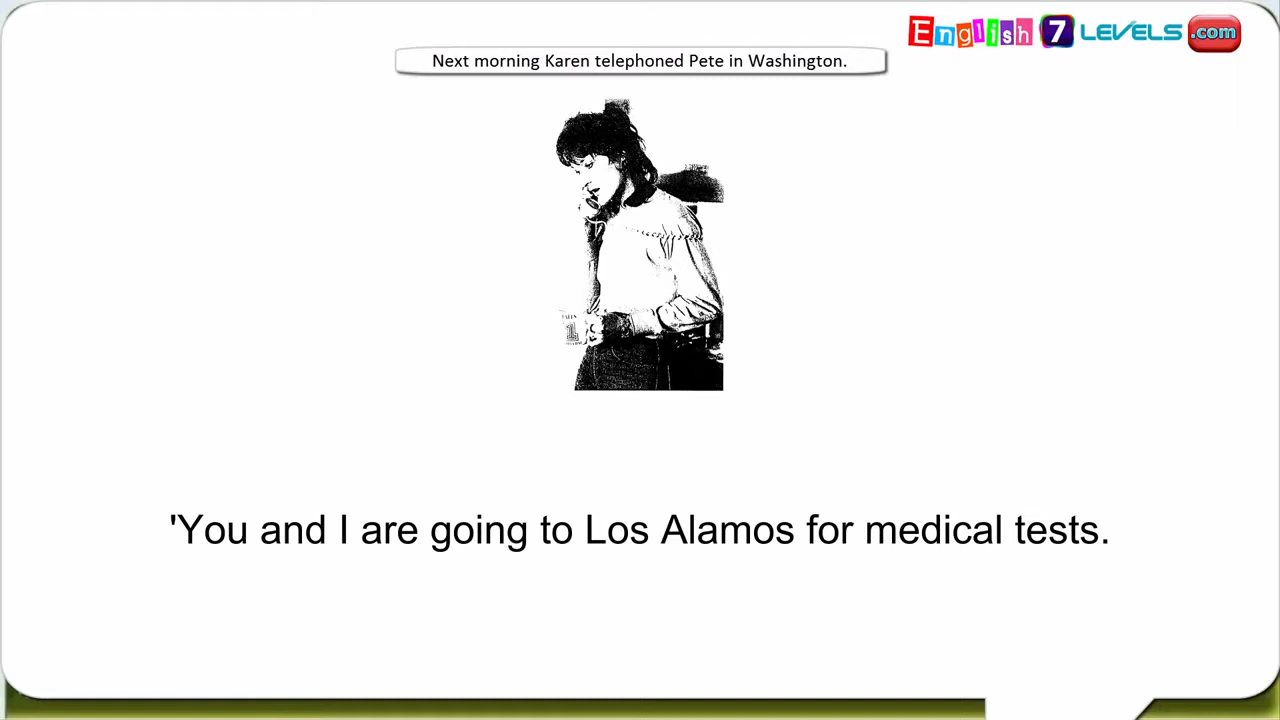 English 7 LEVELS .com
Next morning Karen telephoned Pete in Washington.
'You and I are going to Los Alamos for medical tests.